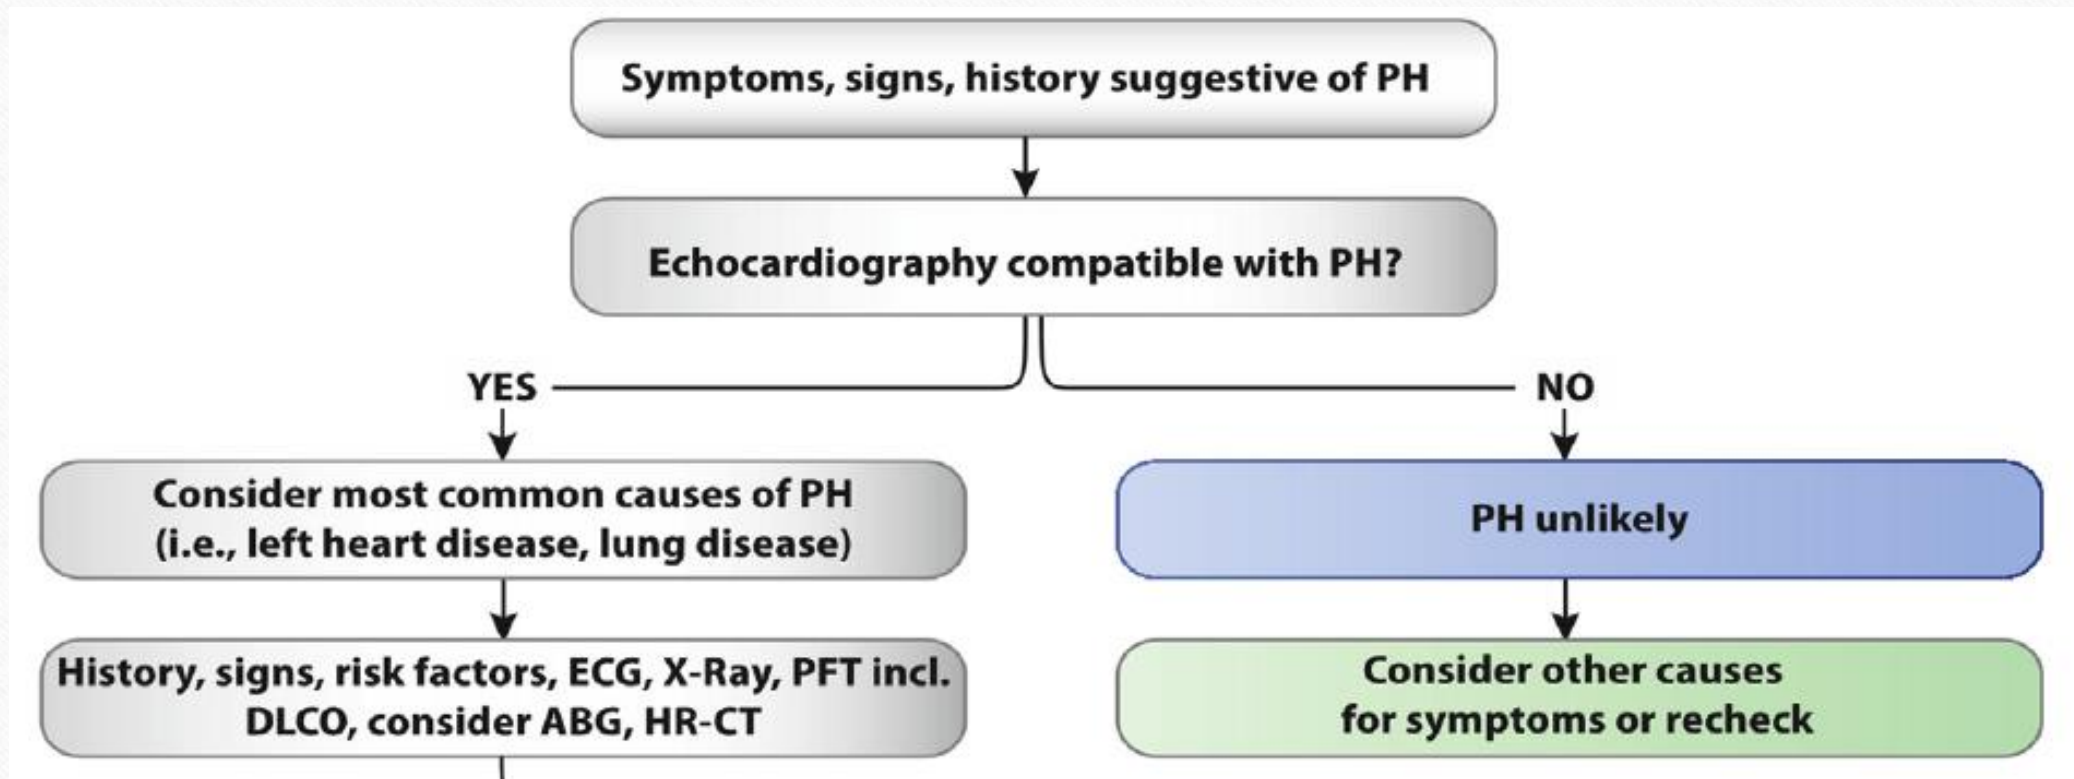 Symptoms, signs, history suggestive of PH
Echocardiography compatible with PH?
YES
NO
Consider most common causes of PH
(i.e., left heart disease, lung disease)
PH unlikely
History, signs, risk factors, ECG, X-Ray, PFT incl.
DLCO, consider ABG, HR-CT
Consider other causes
for symptoms or recheck